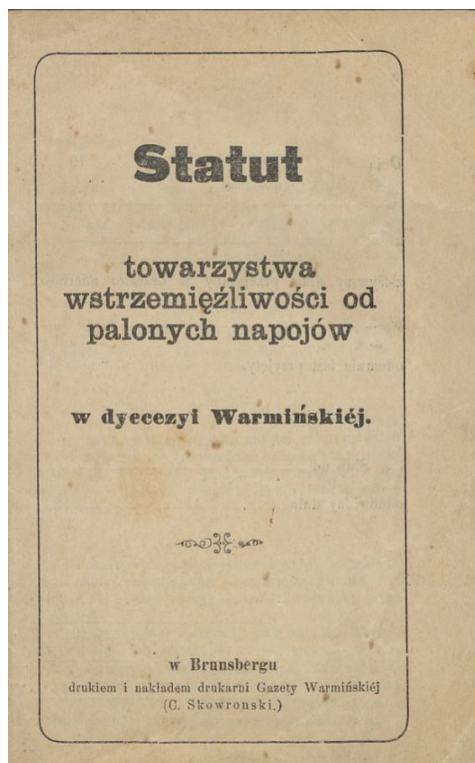 Statut
towarzystwa
wstrzemięźliwości od
palonych napojów
w dyecezyi Warmińskiéj.
w Brunsbergu
drukiem i nakładem drukarni Gazety Warmińskiéj
(C. Skowronski.)